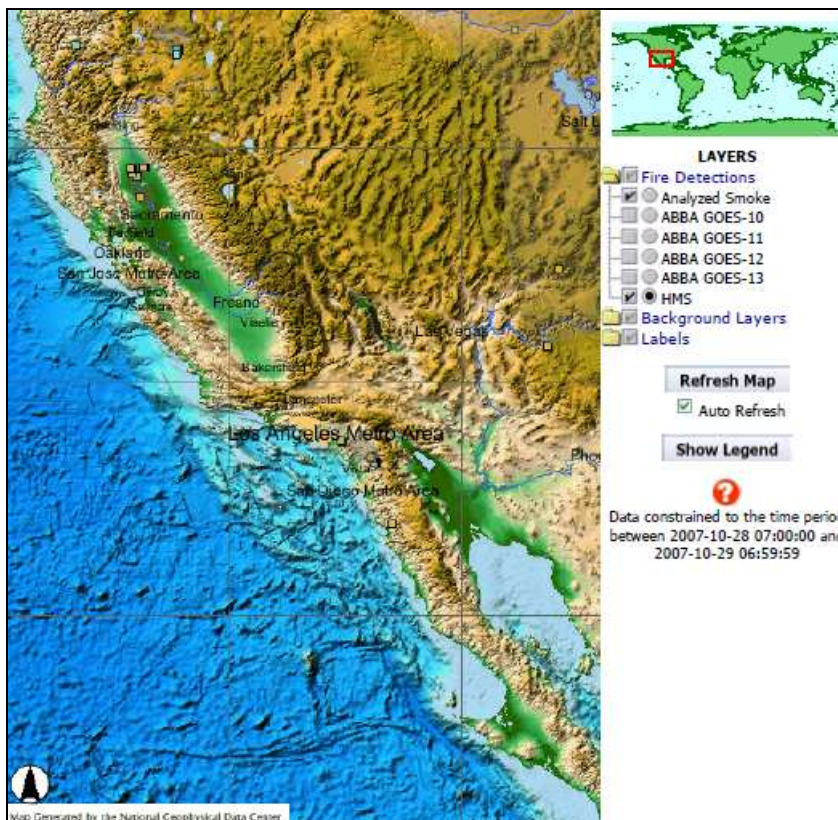 Salt L
Sacramento
Fairfield
Oakland
San Jose Metro Area
Fresno
Visalia
Las Vegas
Bakersfield
Lancaster
Los Angeles Metro Area
Pho
San Diego Metro Area
Map Generated by the National Geophysical Data Center
LAYERS
Fire Detections
Analyzed Smoke
ABBA GOES-10
ABBA GOES-11
ABBA GOES-12
ABBA GOES-13
HMS
Background Layers
Labels
Refresh Map
Auto Refresh
Show Legend
?
Data constrained to the time perio
between 2007-10-28 07:00:00 and
2007-10-29 06:59:59